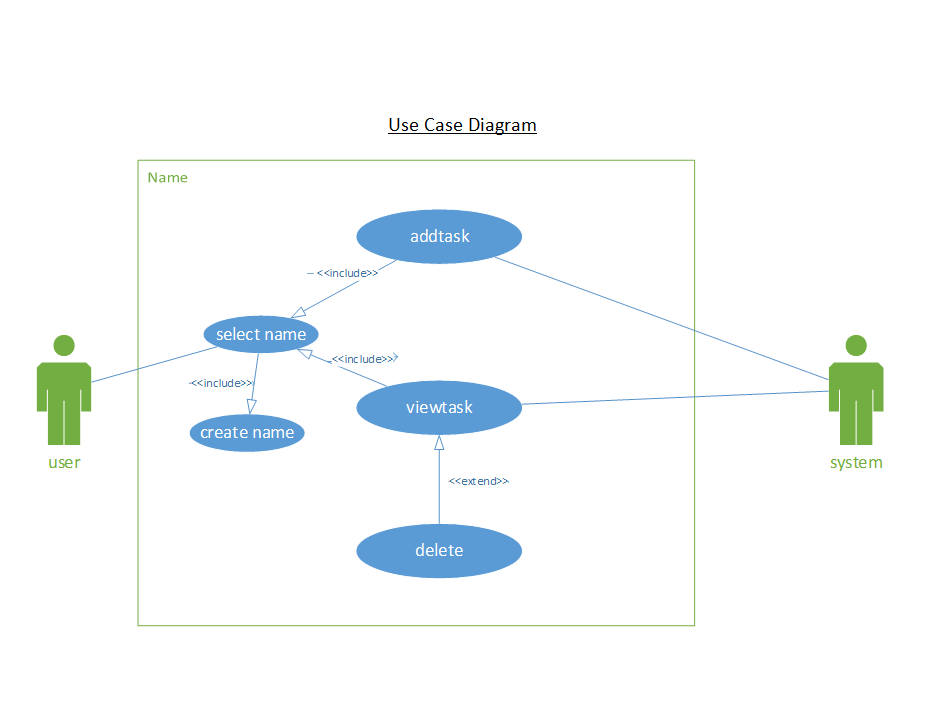 Use Case Diagram
Name
addtask
<<include>>
select name
<<include>>
<<include>>
viewtask
create name
user
system
<<extend>>
delete